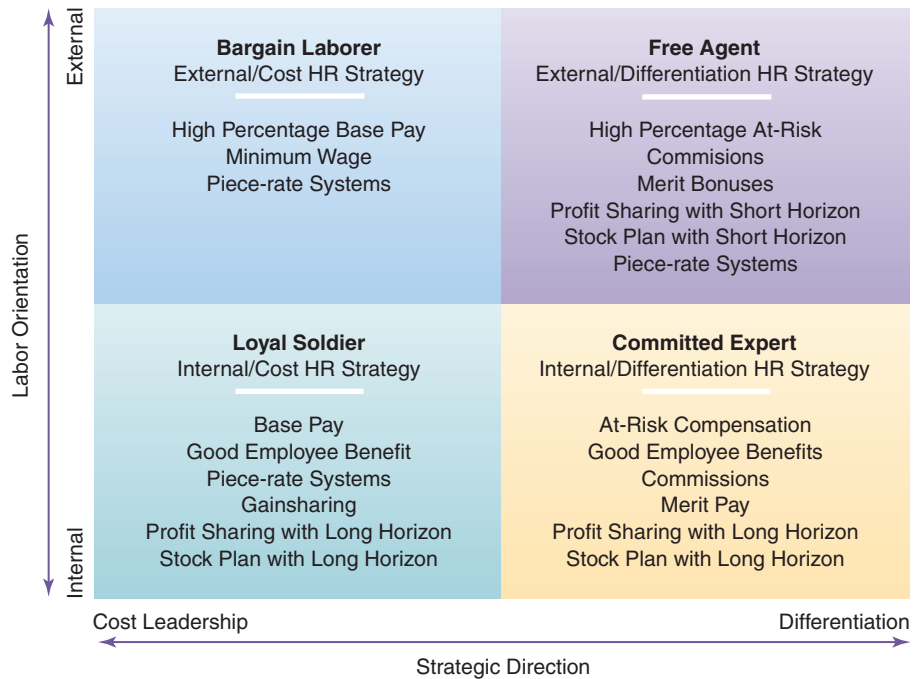 External
Labor Orientation
Internal
Bargain Laborer
External/Cost HR Strategy
High Percentage Base Pay
Minimum Wage
Piece-rate Systems
Free Agent
External/Differentiation HR Strategy
High Percentage At-Risk
Commisions
Merit Bonuses
Profit Sharing with Short Horizon
Stock Plan with Short Horizon
Piece-rate Systems
Loyal Soldier
Internal/Cost HR Strategy
Base Pay
Good Employee Benefit
Piece-rate Systems
Gainsharing
Profit Sharing with Long Horizon
Stock Plan with Long Horizon
Committed Expert
Internal/Differentiation HR Strategy
At-Risk Compensation
Good Employee Benefits
Commissions
Merit Pay
Profit Sharing with Long Horizon
Stock Plan with Long Horizon
Cost Leadership
Differentiation
Strategic Direction